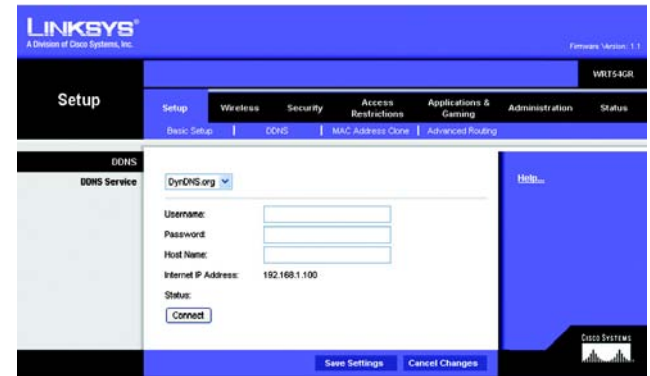 LINKSYS®
A Division of Cisco Systems, Inc.
Firmware Version: 1.1
WRT54GR
Setup
Setup Wireless Security Access Restrictions Applications & Gaming Administration Status
Basic Setup | DDNS | MAC Address Clone | Advanced Routing
DDNS
DDNS Service
DynDNS.org
Help...
Username:
Password:
Host Name:
Internet IP Address: 192.168.1.100
Status:
Connect
CISCO SYSTEMS
Save Settings Cancel Changes